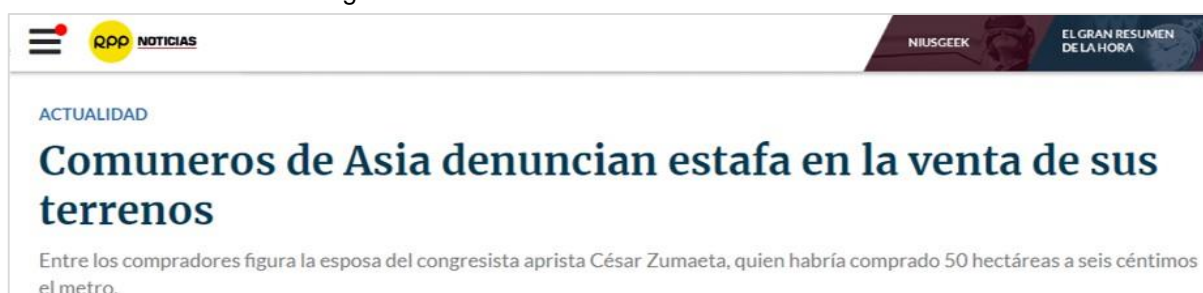 RPP NOTICIAS
NIUSGEEK
EL GRAN RESUMEN
DE LA HORA
ACTUALIDAD
Comuneros de Asia denuncian estafa en la venta de sus
terrenos
Entre los compradores figura la esposa del congresista aprista César Zumaeta, quien habría comprado 50 hectáreas a seis céntimos
el metro.